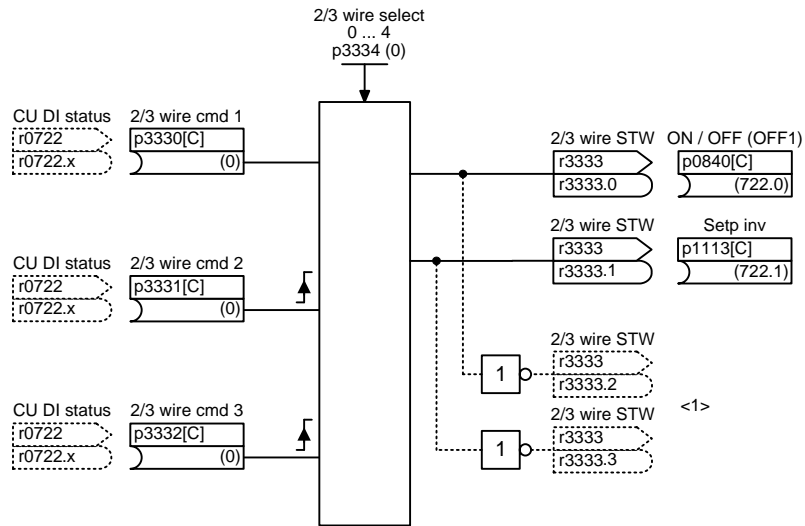 2/3 wire select
0 ... 4
p3334 (0)
CU DI status
r0722
r0722.x
2/3 wire cmd 1
p3330[C]
(0)
2/3 wire STW
r3333
r3333.0
ON / OFF (OFF1)
p0840[C]
(722.0)
2/3 wire STW
r3333
r3333.1
Setp inv
p1113[C]
(722.1)
CU DI status
r0722
r0722.x
2/3 wire cmd 2
p3331[C]
(0)
2/3 wire STW
r3333
r3333.2
1
<1>
CU DI status
r0722
r0722.x
2/3 wire cmd 3
p3332[C]
(0)
2/3 wire STW
r3333
r3333.3
1